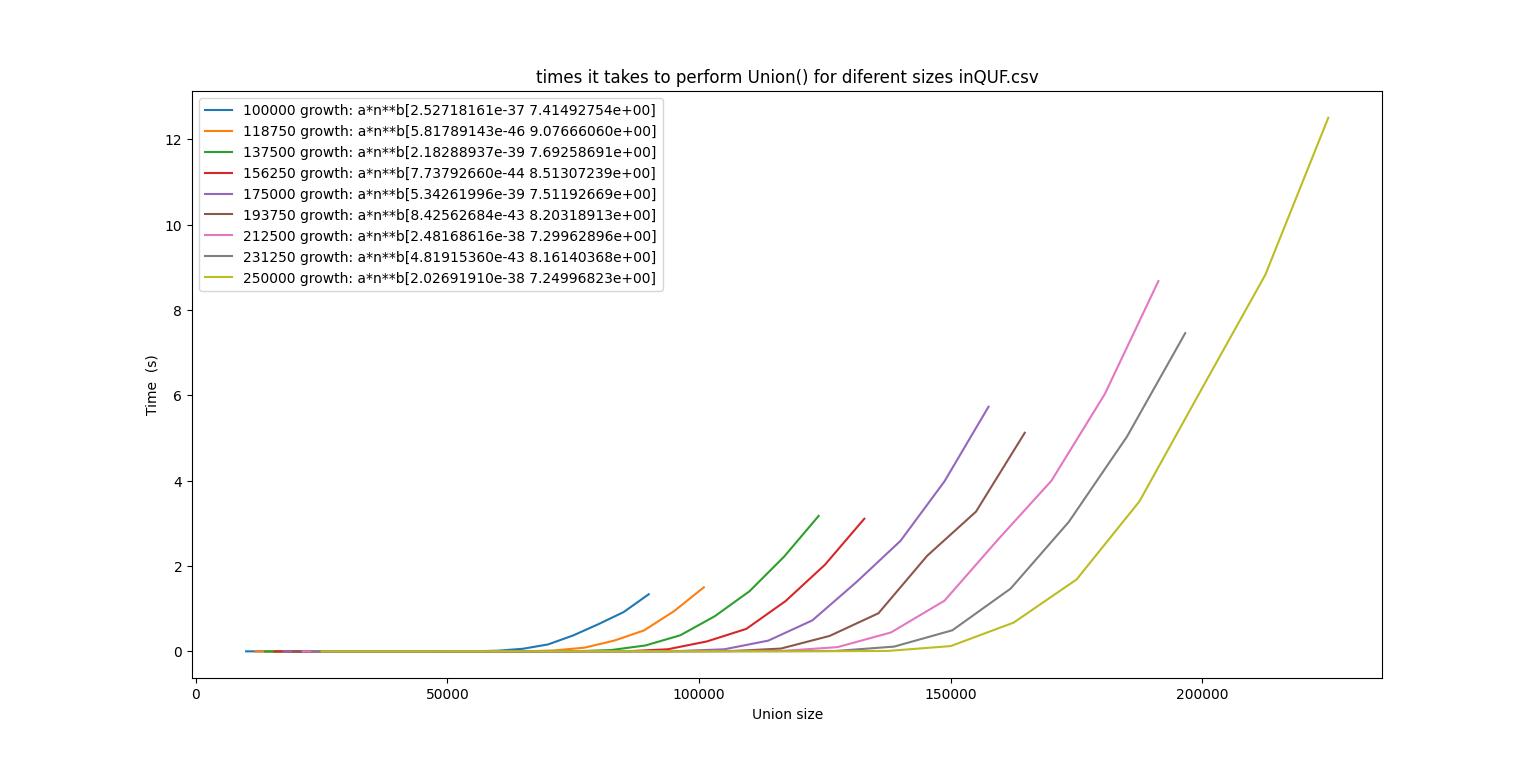 times it takes to perform Union() for diferent sizes inQUF.csv
100000 growth: a*n**b[2.52718161e-37 7.41492754e+00]
118750 growth: a*n**b[5.81789143e-46 9.07666060e+00]
137500 growth: a*n**b[2.18288937e-39 7.69258691e+00]
156250 growth: a*n**b[7.73792660e-44 8.51307239e+00]
175000 growth: a*n**b[5.34261996e-39 7.51192669e+00]
193750 growth: a*n**b[8.42562684e-43 8.20318913e+00]
212500 growth: a*n**b[2.48168616e-38 7.29962896e+00]
231250 growth: a*n**b[4.81915360e-43 8.16140368e+00]
250000 growth: a*n**b[2.02691910e-38 7.24996823e+00]
12
10
8
6
4
2
0
Time  (s)
0 50000 100000 150000 200000
Union size